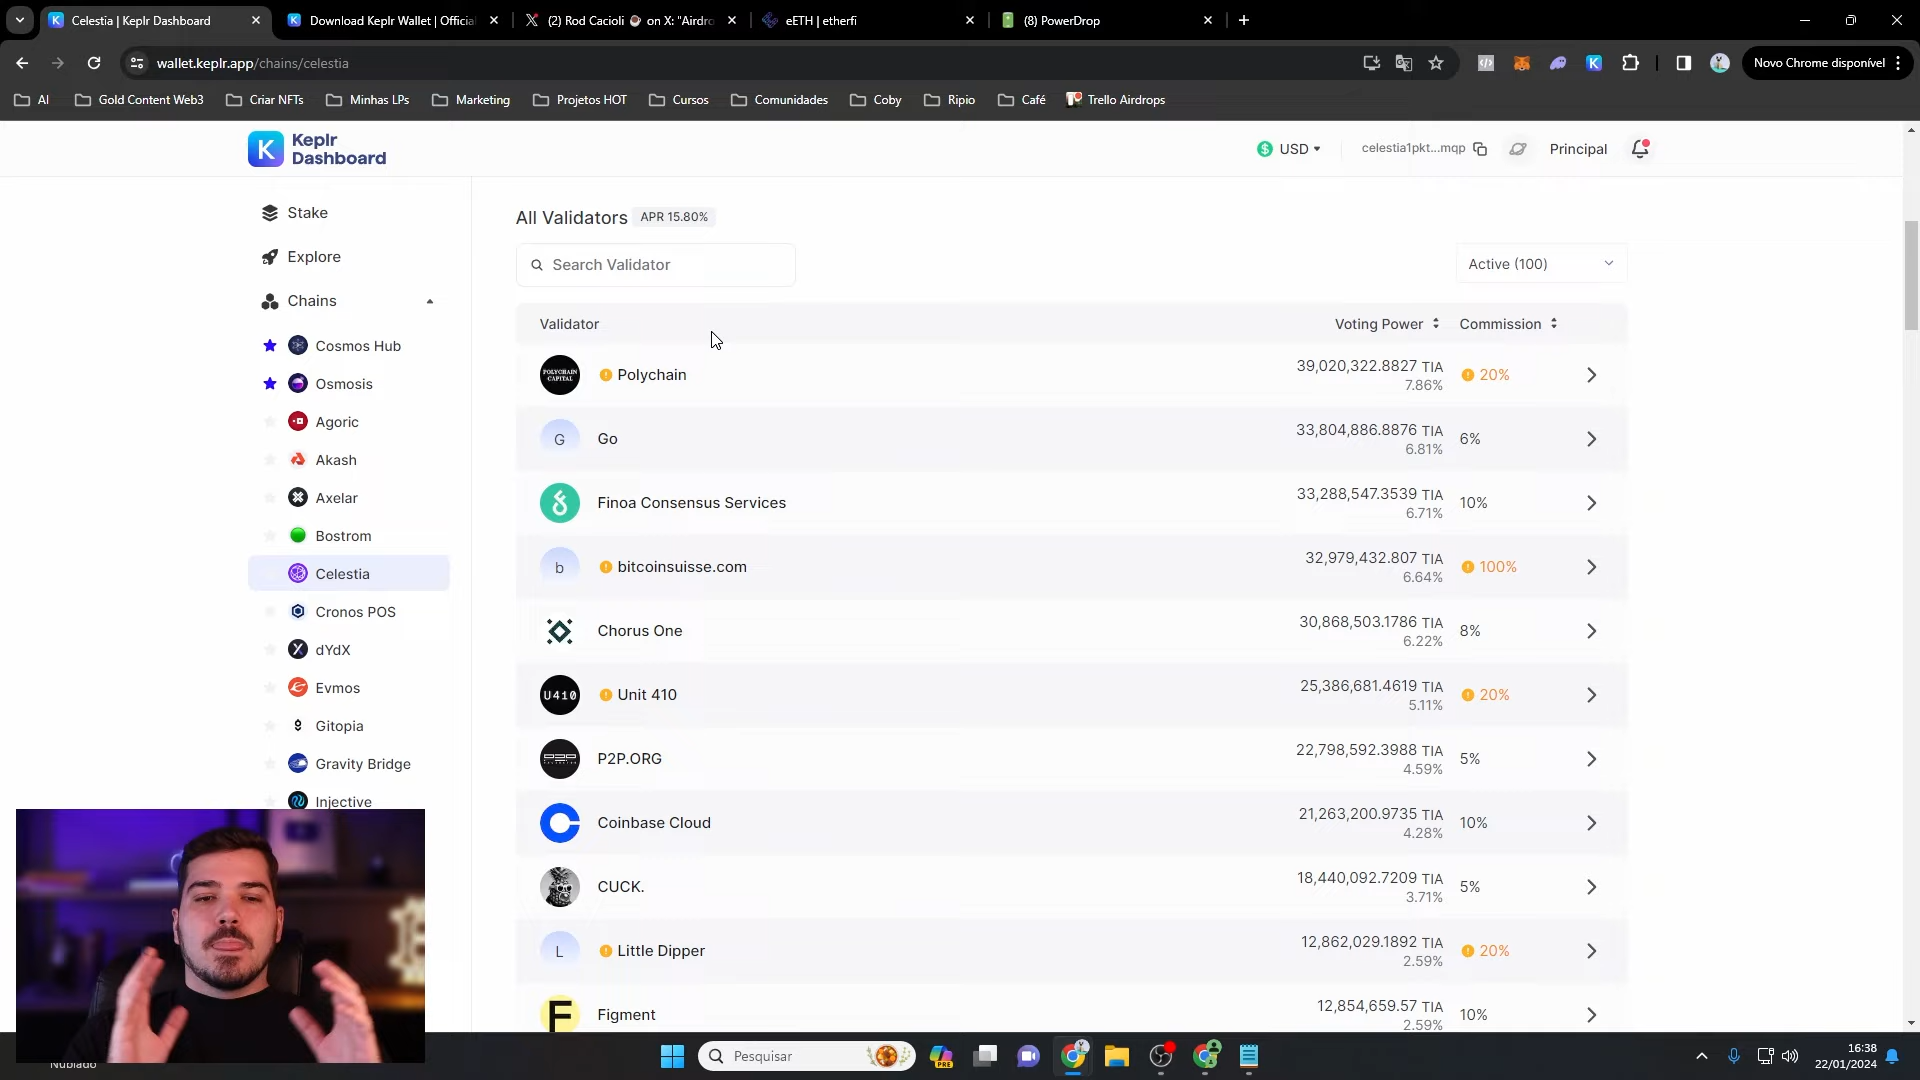 Celestia | Keplr Dashboard
Download Keplr Wallet | Official
(2) Rod Cacioli on X: "Airdro
eETH | etherfi
(8) PowerDrop
wallet.keplr.app/chains/celestia
Novo Chrome disponível
AI
Gold Content Web3
Criar NFTs
Minhas LPs
Marketing
Projetos HOT
Cursos
Comunidades
Coby
Ripio
Café
Trello Airdrops
Keplr
Dashboard
USD
celestia1pkt...mqp
Principal
Stake
Explore
Chains
Cosmos Hub
Osmosis
Agoric
Akash
Axelar
Bostrom
Celestia
Cronos POS
dYdX
Evmos
Gitopia
Gravity Bridge
Injective
All Validators APR 15.80%
Search Validator
Active (100)
Validator Voting Power Commission
POLYCHAIN
CAPITAL
Polychain 39,020,322.8827 TIA 20%
7.86%
G Go 33,804,886.8876 TIA 6%
6.81%
Finoa Consensus Services 33,288,547.3539 TIA 10%
6.71%
b bitcoinsuisse.com 32,979,432.807 TIA 100%
6.64%
Chorus One 30,868,503.1786 TIA 8%
6.22%
U410 Unit 410 25,386,681.4619 TIA 20%
5.11%
P2P.ORG 22,798,592.3988 TIA 5%
4.59%
Coinbase Cloud 21,263,200.9735 TIA 10%
4.28%
CUCK. 18,440,092.7209 TIA 5%
3.71%
L Little Dipper 12,862,029.1892 TIA 20%
2.59%
F Figment 12,854,659.57 TIA 10%
2.59%
Nublado
Pesquisar
PRE
16:38
22/01/2024